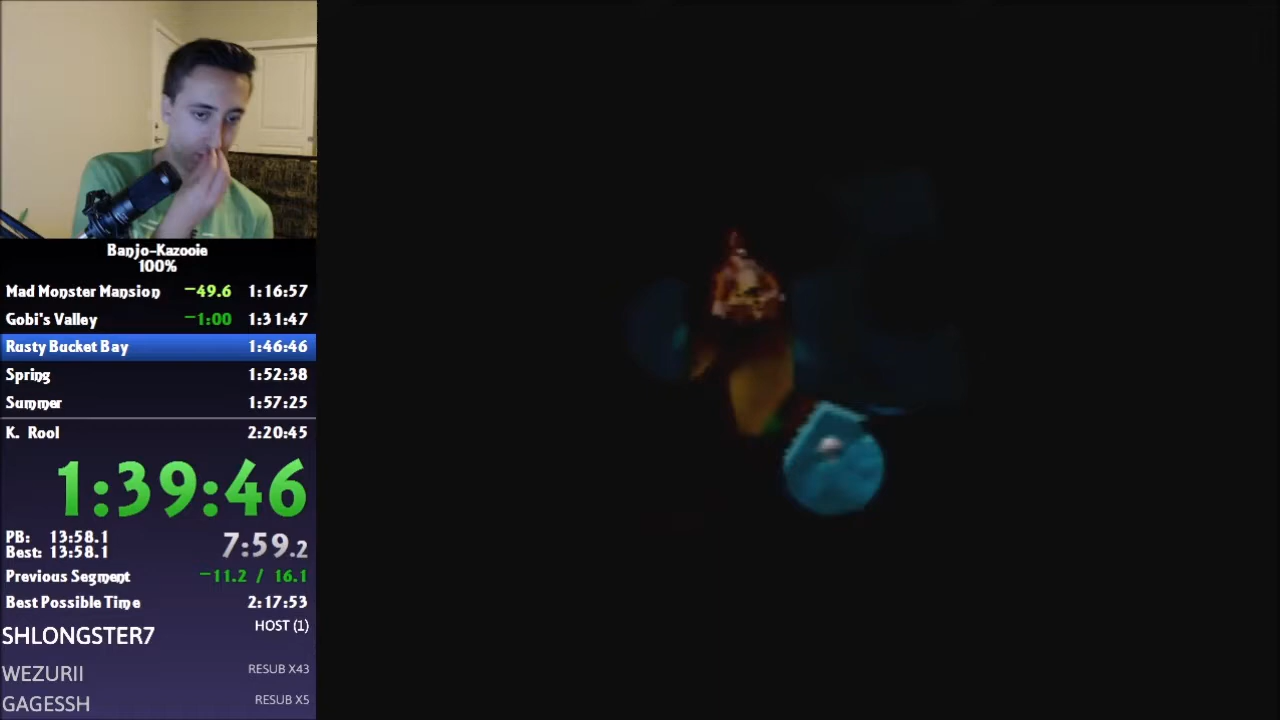 Banjo-Kazooie
100%
Mad Monster Mansion −49.6 1:16:57
Gobi's Valley −1:00 1:31:47
Rusty Bucket Bay 1:46:46
Spring 1:52:38
Summer 1:57:25
K. Rool 2:20:45
1:39:46
PB: 13:58.1
Best: 13:58.1
7:59.2
Previous Segment −11.2 / 16.1
Best Possible Time 2:17:53
SHLONGSTER7 HOST (1)
WEZURII RESUB X43
GAGESSH RESUB X5